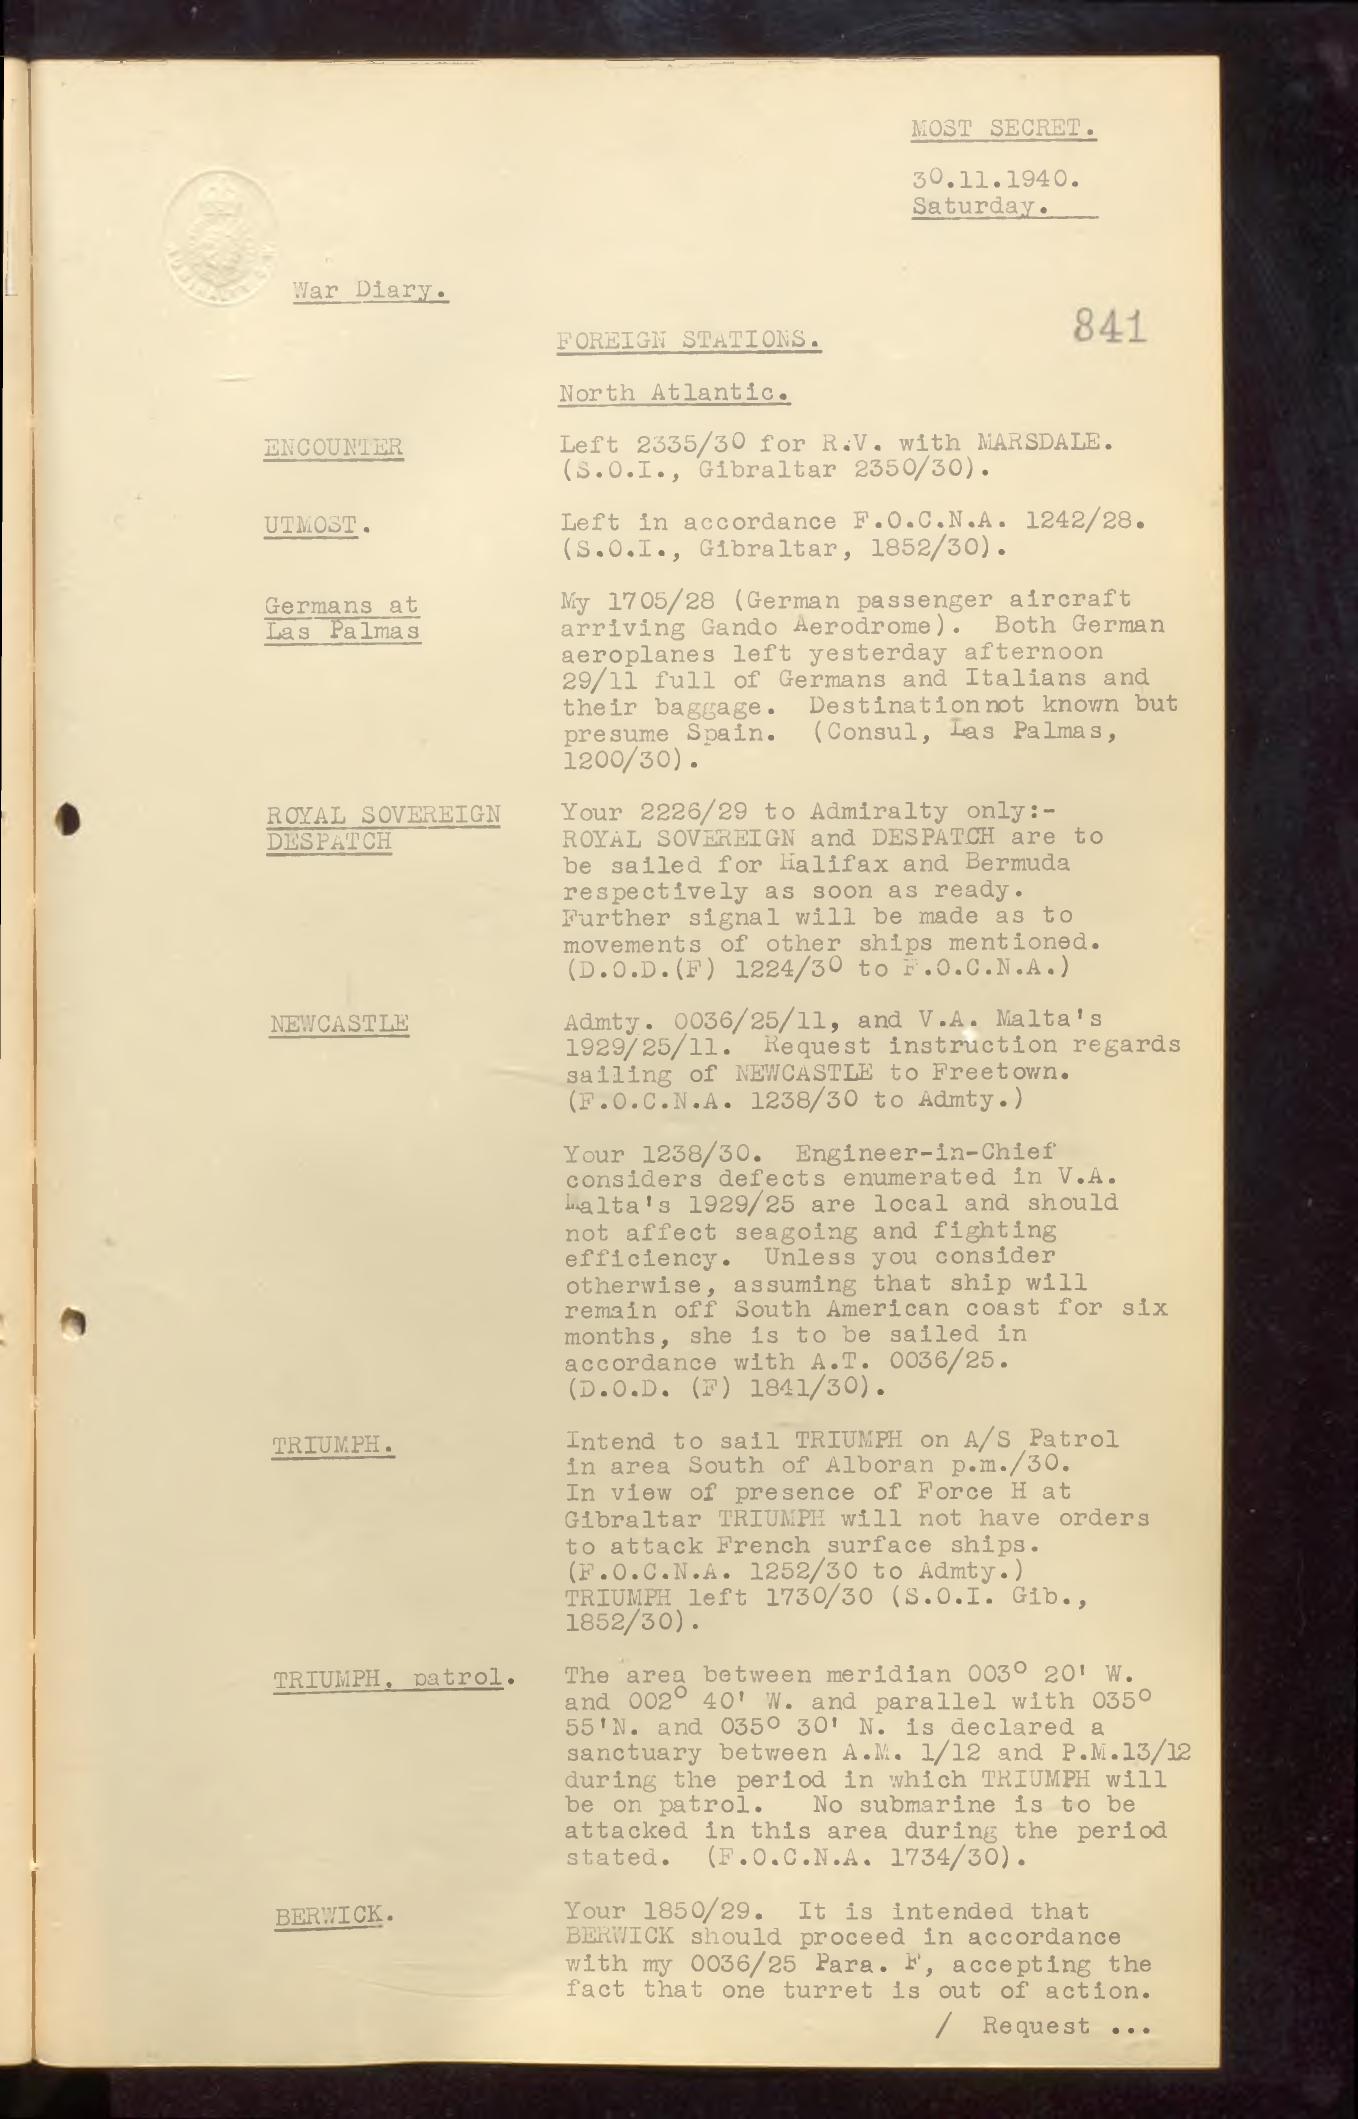 MOST SECRET.
30.11.1940.
Saturday.
War Diary.
841
FOREIGN STATIONS.
North Atlantic.
ENCOUNTER
Left 2335/30 for R.V. with MARSDALE.
(S.O.I., Gibraltar 2350/30).
UTMOST.
Left in accordance F.O.C.N.A. 1242/28.
(S.O.I., Gibraltar, 1852/30).
Germans at
Las Palmas
My 1705/28 (German passenger aircraft
arriving Gando Aerodrome). Both German
aeroplanes left yesterday afternoon
29/11 full of Germans and Italians and
their baggage. Destination not known but
presume Spain. (Consul, Las Palmas,
1200/30).
ROYAL SOVEREIGN
DESPATCH
Your 2226/29 to Admiralty only:-
ROYAL SOVEREIGN and DESPATCH are to
be sailed for Halifax and Bermuda
respectively as soon as ready.
Further signal will be made as to
movements of other ships mentioned.
(D.O.D.(F) 1224/30 to F.O.C.N.A.)
NEWCASTLE
Admty. 0036/25/11, and V.A. Malta's
1929/25/11. Request instruction regards
sailing of NEWCASTLE to Freetown.
(F.O.C.N.A. 1238/30 to Admty.)
Your 1238/30. Engineer-in-Chief
considers defects enumerated in V.A.
Malta's 1929/25 are local and should
not affect seagoing and fighting
efficiency. Unless you consider
otherwise, assuming that ship will
remain off South American coast for six
months, she is to be sailed in
accordance with A.T. 0036/25.
(D.O.D. (F) 1841/30).
TRIUMPH.
Intend to sail TRIUMPH on A/S Patrol
in area South of Alboran p.m./30.
In view of presence of Force H at
Gibraltar TRIUMPH will not have orders
to attack French surface ships.
(F.O.C.N.A. 1252/30 to Admty.)
TRIUMPH left 1730/30 (S.O.I. Gib.,
1852/30).
TRIUMPH, patrol.
The area between meridian 003° 20' W.
and 002° 40' W. and parallel with 035°
55'N. and 035° 30' N. is declared a
sanctuary between A.M. 1/12 and P.M.13/12
during the period in which TRIUMPH will
be on patrol. No submarine is to be
attacked in this area during the period
stated. (F.O.C.N.A. 1734/30).
BERWICK.
Your 1850/29. It is intended that
BERWICK should proceed in accordance
with my 0036/25 Para. F, accepting the
fact that one turret is out of action.
/ Request ...